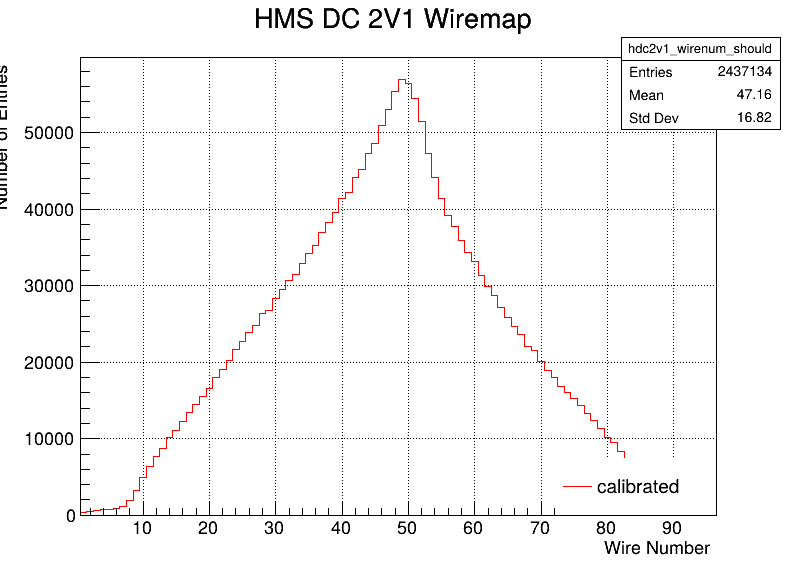 HMS DC 2V1 Wiremap
hdc2v1_wirenum_should
Entries 2437134
Mean 47.16
Std Dev 16.82
Number of Entries
50000
40000
30000
20000
10000
0
calibrated
10 20 30 40 50 60 70 80 90
Wire Number